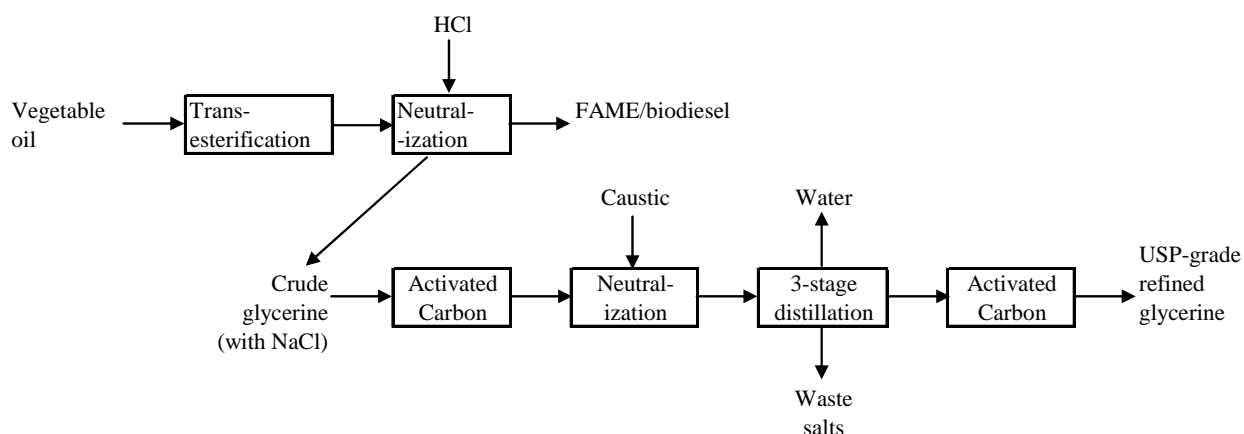 HCl
Vegetable
oil
Trans-
esterification
Neutral-
-ization
FAME/biodiesel
Caustic
Water
Crude
glycerine
(with NaCl)
Activated
Carbon
Neutral-
ization
3-stage
distillation
Activated
Carbon
USP-grade
refined
glycerine
Waste
salts